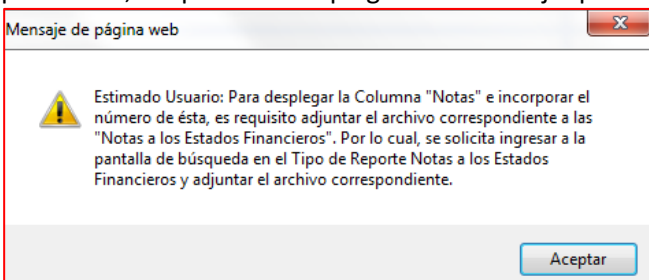 Mensaje de página web
x
Estimado Usuario: Para desplegar la Columna "Notas" e incorporar el
número de ésta, es requisito adjuntar el archivo correspondiente a las
"Notas a los Estados Financieros". Por lo cual, se solicita ingresar a la
pantalla de búsqueda en el Tipo de Reporte Notas a los Estados
Financieros y adjuntar el archivo correspondiente.
Aceptar